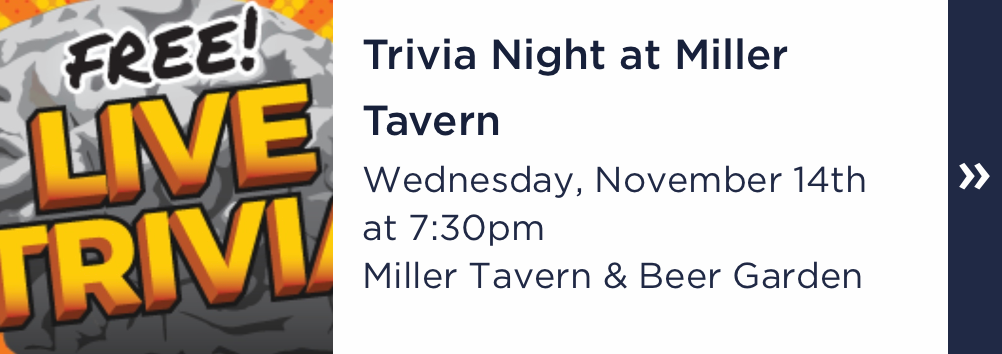 FREE!
LIVE
TRIVIA
Trivia Night at Miller
Tavern
Wednesday, November 14th
at 7:30pm
Miller Tavern & Beer Garden
»